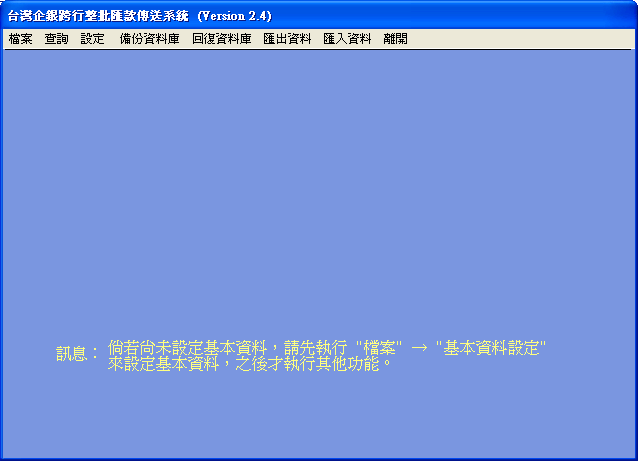 台灣企銀跨行整批匯款傳送系統 (Version 2.4)
檔案 查詢 設定 備份資料庫 回復資料庫 匯出資料 匯入資料 離開
訊息： 倘若尚未設定基本資料，請先執行 "檔案" → "基本資料設定"
來設定基本資料，之後才執行其他功能。